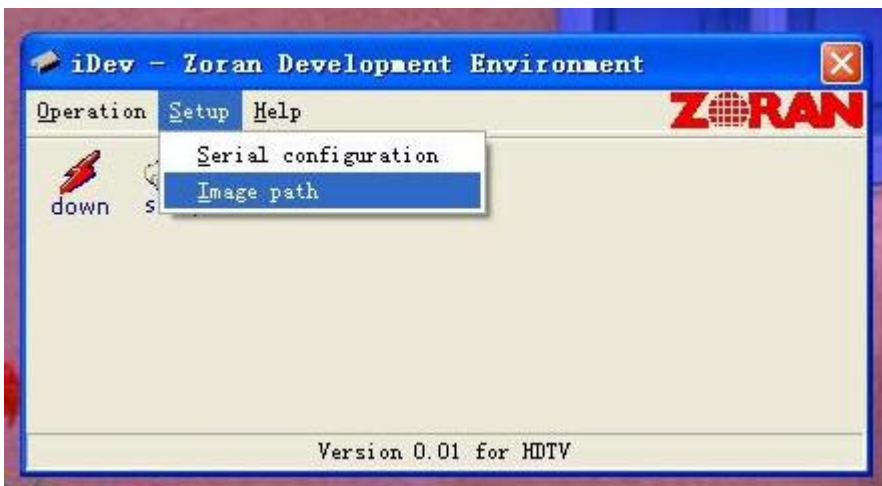 iDev - Zoran Development Environment
Operation Setup Help
ZORAN
Serial configuration
Image path
down
Version 0.01 for HDTV